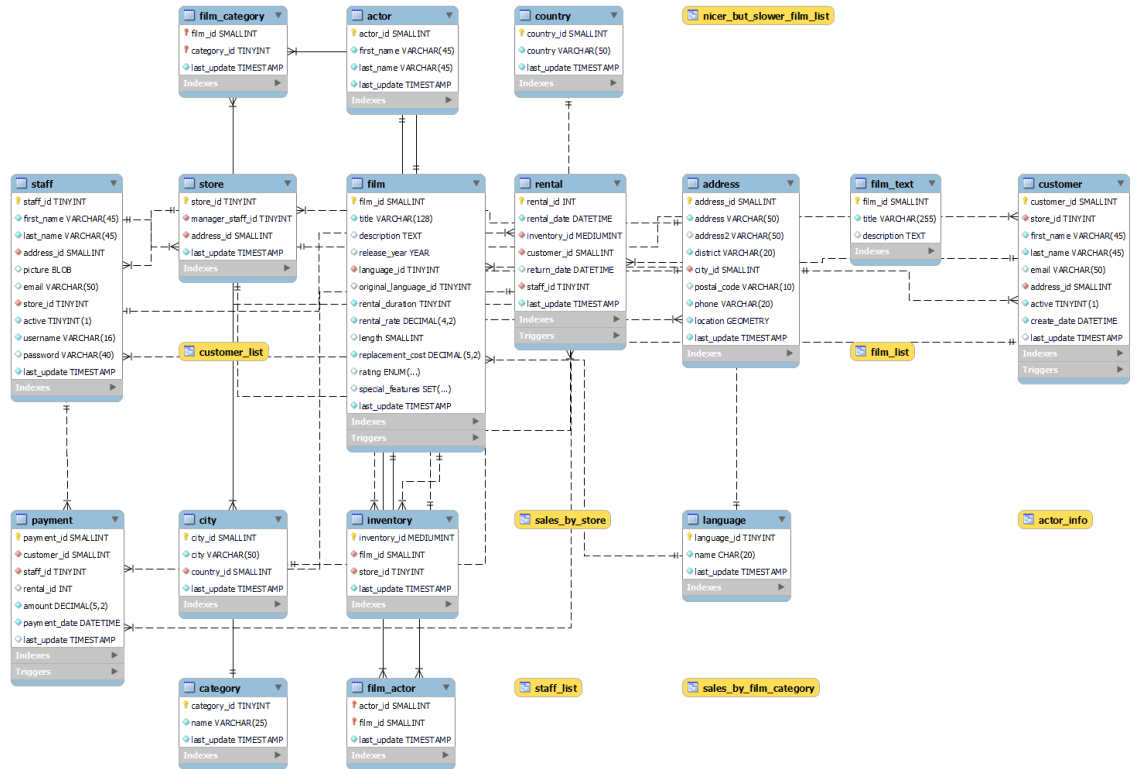 film_category
film_id SMALLINT
category_id TINYINT
last_update TIMESTAMP
Indexes
actor
actor_id SMALLINT
first_name VARCHAR(45)
last_name VARCHAR(45)
last_update TIMESTAMP
Indexes
country
country_id SMALLINT
country VARCHAR(50)
last_update TIMESTAMP
Indexes
nicer_but_slower_film_list
staff
staff_id TINYINT
first_name VARCHAR(45)
last_name VARCHAR(45)
address_id SMALLINT
picture BLOB
email VARCHAR(50)
store_id TINYINT
active TINYINT(1)
username VARCHAR(16)
password VARCHAR(40)
last_update TIMESTAMP
Indexes
store
store_id TINYINT
manager_staff_id TINYINT
address_id SMALLINT
last_update TIMESTAMP
Indexes
customer_list
film
film_id SMALLINT
title VARCHAR(128)
description TEXT
release_year YEAR
language_id TINYINT
original_language_id TINYINT
rental_duration TINYINT
rental_rate DECIMAL(4,2)
length SMALLINT
replacement_cost DECIMAL(5,2)
rating ENUM(...)
special_features SET(...)
last_update TIMESTAMP
Indexes
Triggers
rental
rental_id INT
rental_date DATETIME
inventory_id MEDIUMINT
customer_id SMALLINT
return_date DATETIME
staff_id TINYINT
last_update TIMESTAMP
Indexes
Triggers
address
address_id SMALLINT
address VARCHAR(50)
address2 VARCHAR(50)
district VARCHAR(20)
city_id SMALLINT
postal_code VARCHAR(10)
phone VARCHAR(20)
location GEOMETRY
last_update TIMESTAMP
Indexes
film_text
film_id SMALLINT
title VARCHAR(255)
description TEXT
Indexes
film_list
customer
customer_id SMALLINT
store_id TINYINT
first_name VARCHAR(45)
last_name VARCHAR(45)
email VARCHAR(50)
address_id SMALLINT
active TINYINT(1)
create_date DATETIME
last_update TIMESTAMP
Indexes
Triggers
payment
payment_id SMALLINT
customer_id SMALLINT
staff_id TINYINT
rental_id INT
amount DECIMAL(5,2)
payment_date DATETIME
last_update TIMESTAMP
Indexes
Triggers
city
city_id SMALLINT
city VARCHAR(50)
country_id SMALLINT
last_update TIMESTAMP
Indexes
inventory
inventory_id MEDIUMINT
film_id SMALLINT
store_id TINYINT
last_update TIMESTAMP
Indexes
sales_by_store
language
language_id TINYINT
name CHAR(20)
last_update TIMESTAMP
Indexes
actor_info
category
category_id TINYINT
name VARCHAR(25)
last_update TIMESTAMP
Indexes
film_actor
actor_id SMALLINT
film_id SMALLINT
last_update TIMESTAMP
Indexes
staff_list
sales_by_film_category